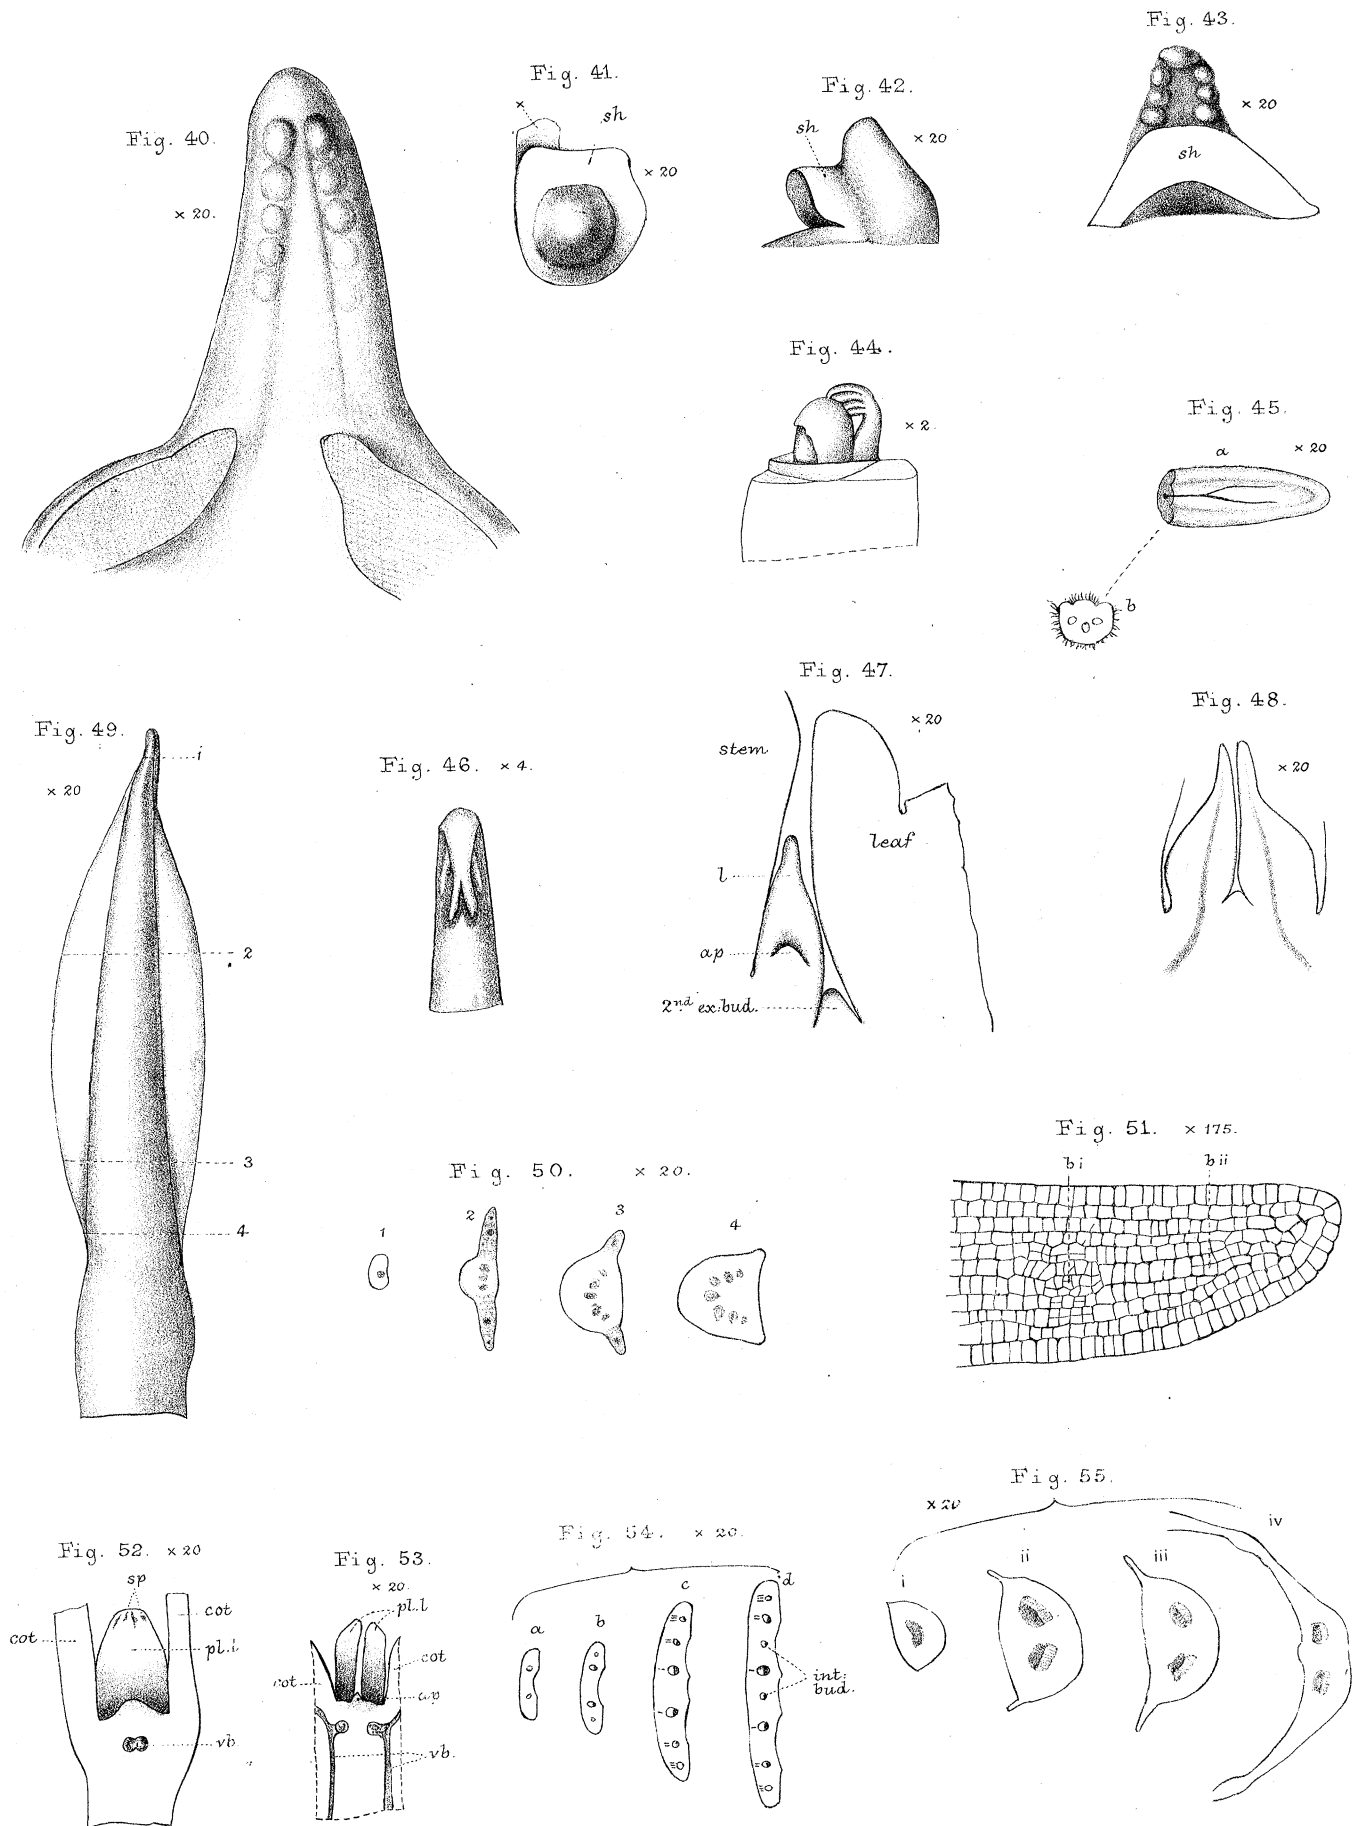 Fig. 40.
× 20.
Fig. 41.
×
sh
× 20
Fig. 42.
sh
× 20
Fig. 43.
× 20
sh
Fig. 44.
× 2.
Fig. 45.
a
× 20
b
Fig. 49.
× 20
i
2
3
4
Fig. 46. × 4.
Fig. 47.
× 20
stem
leaf
l
ap
2nd ex: bud.
Fig. 48.
× 20
Fig. 50. × 20.
1
2
3
4
Fig. 51. × 175.
b i
b ii
Fig. 52. × 20
sp
cot
cot
pl.l
vb
Fig. 53.
× 20.
pl.l
cot
cot
ap
vb.
Fig. 54. × 20.
a
b
c
d
int:
bud.
Fig. 55.
× 20
i
ii
iii
iv